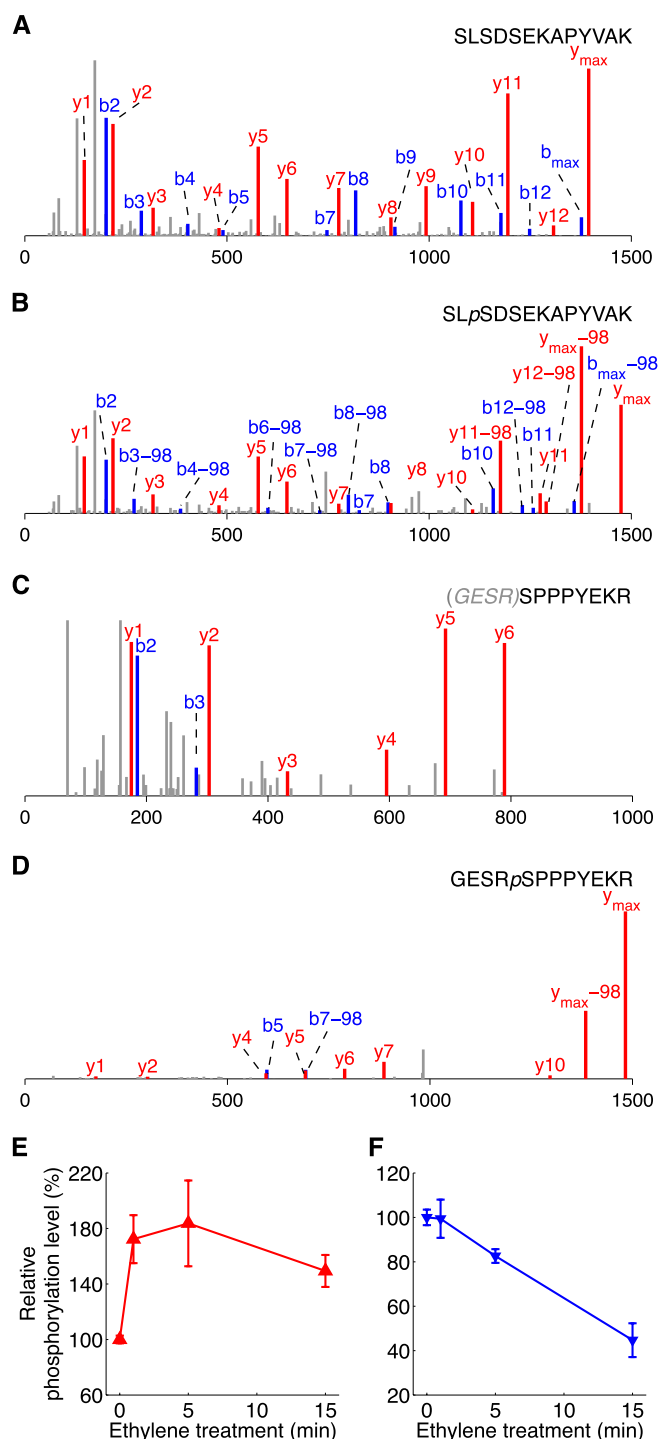 A
SLSDSEKAPYVAK
y1 b2 y2 b3 y3 b4 y4 b5 y5 y6 b7 y7 b8 y8 b9 y9 b10 y10 b11 y11 b12 y12 bmax ymax
0 500 1000 1500
B
SLpSDSEKAPYVAK
y1 b2 y2 b3−98 y3 b4−98 y4 y5 b6−98 y6 b7−98 y7 b8−98 b7 b8 y8 y10 b10 y11−98 b12−98 b11 y11 y12−98 ymax−98 bmax−98 ymax
0 500 1000 1500
C
(GESR)SPPPYEKR
y1 b2 b3 y2 y3 y4 y5 y6
0 200 400 600 800 1000
D
GESRpSPPPYEKR
y1 y2 y4 b5 y5 b7−98 y6 y7 y10 ymax−98 ymax
0 500 1000 1500
E
Relative
phosphorylation level (%)
220
180
140
100
60
0 5 10 15
Ethylene treatment (min)
F
120
100
80
60
40
20
0 5 10 15
Ethylene treatment (min)